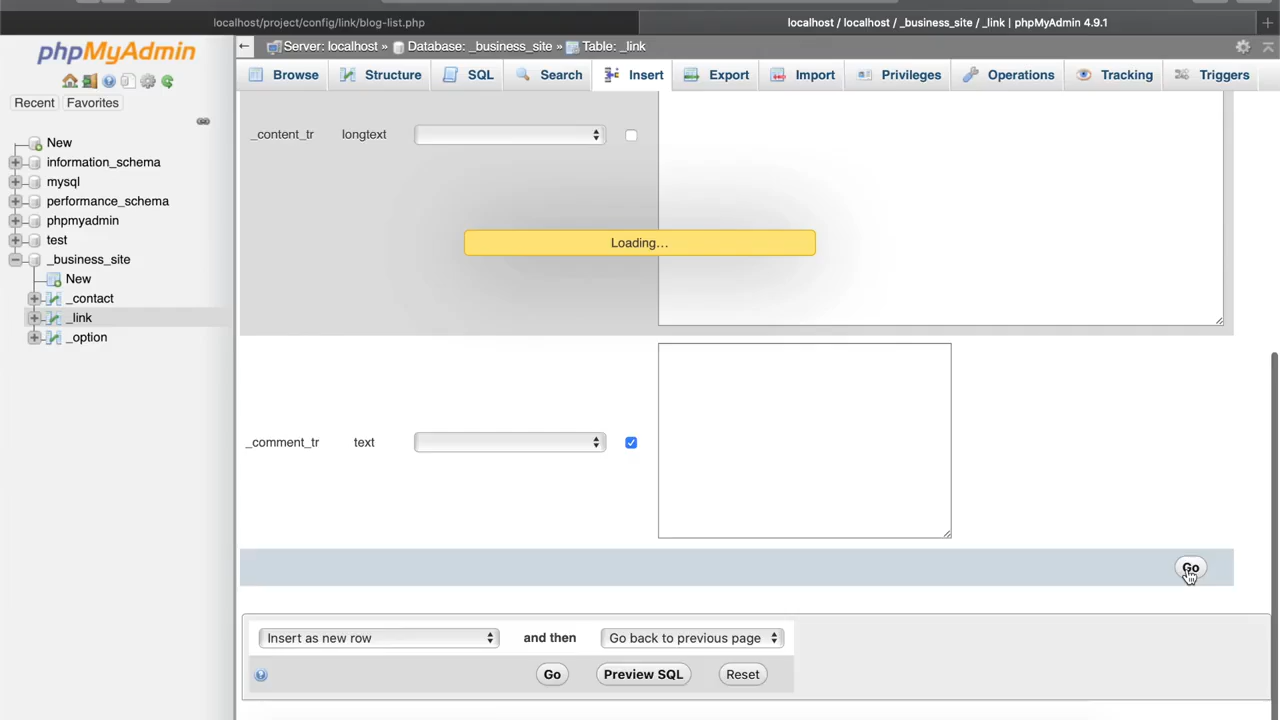 localhost/project/config/link/blog-list.php
localhost / localhost / _business_site / _link | phpMyAdmin 4.9.1
phpMyAdmin
Server: localhost » Database: _business_site » Table: _link
Browse Structure SQL Search Insert Export Import Privileges Operations Tracking Triggers
Recent Favorites
New
information_schema
mysql
performance_schema
phpmyadmin
test
_business_site
New
_contact
_link
_option
_content_tr longtext
Loading…
_comment_tr text
Go
Insert as new row and then Go back to previous page
Go Preview SQL Reset